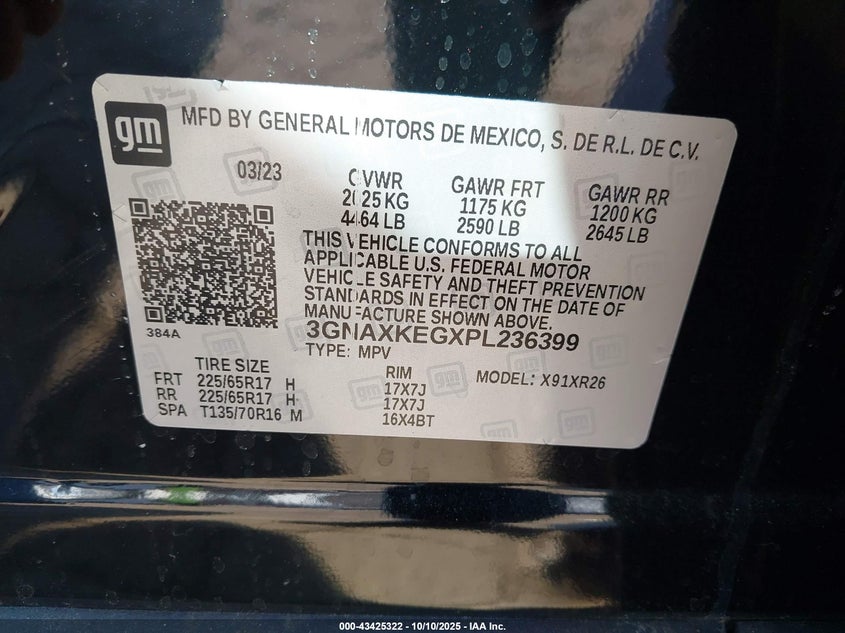 gm
MFD BY GENERAL MOTORS DE MEXICO, S. DE R.L. DE C.V.
03/23
GVWR GAWR FRT GAWR RR
2025 KG 1175 KG 1200 KG
4464 LB 2590 LB 2645 LB
THIS VEHICLE CONFORMS TO ALL
APPLICABLE U.S. FEDERAL MOTOR
VEHICLE SAFETY AND THEFT PREVENTION
STANDARDS IN EFFECT ON THE DATE OF
MANUFACTURE SHOWN ABOVE.
384A
3GNAXKEGXPL236399
TYPE: MPV
TIRE SIZE RIM MODEL: X91XR26
FRT 225/65R17 H 17X7J
RR 225/65R17 H 17X7J
SPA T135/70R16 M 16X4BT
000-43425322 - 10/10/2025 - IAA Inc.